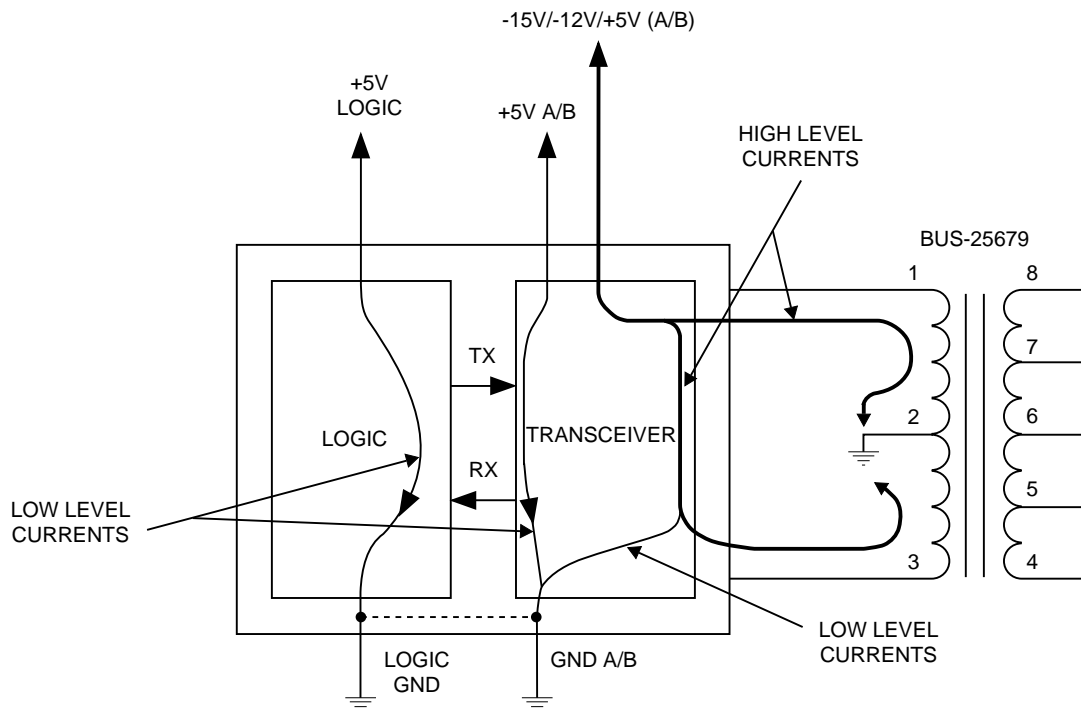 -15V/-12V/+5V (A/B)
+5V
LOGIC
+5V A/B
HIGH LEVEL
CURRENTS
BUS-25679
1
8
TX
7
2
6
LOGIC
TRANSCEIVER
RX
5
LOW LEVEL
CURRENTS
3
4
LOW LEVEL
CURRENTS
LOGIC
GND
GND A/B